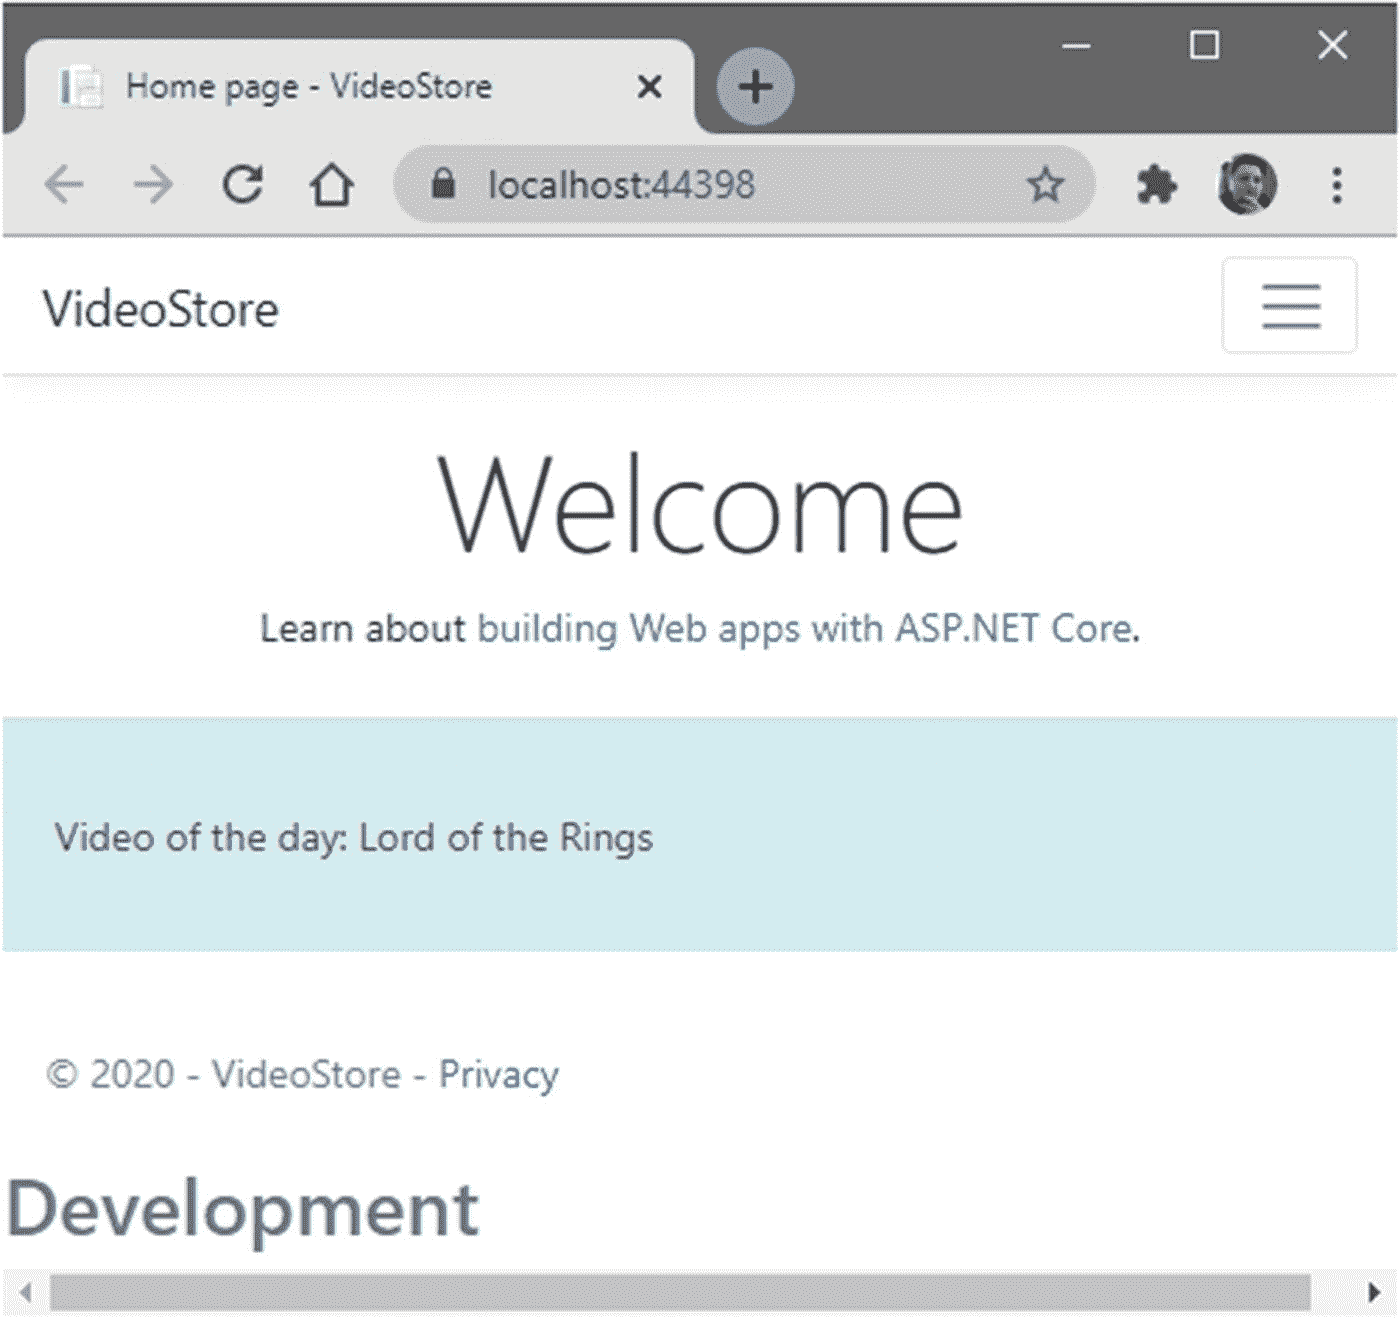 Home page - VideoStore
localhost:44398
VideoStore
Welcome
Learn about building Web apps with ASP.NET Core.
Video of the day: Lord of the Rings
© 2020 - VideoStore - Privacy
Development